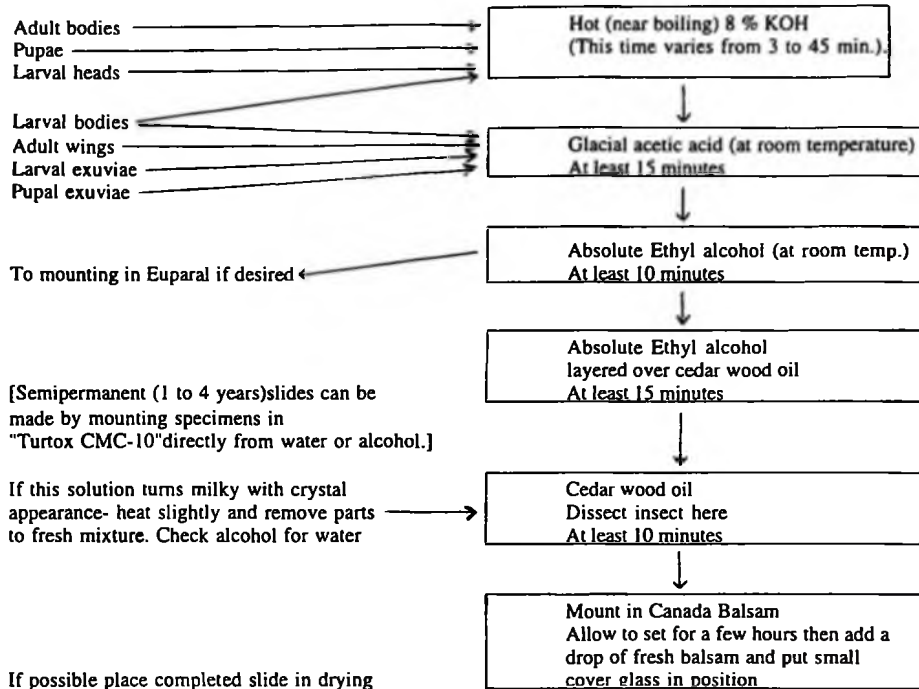 Adult bodies
Pupae
Larval heads
Hot (near boiling) 8 % KOH
(This time varies from 3 to 45 min.).
Larval bodies
Adult wings
Larval exuviae
Pupal exuviae
Glacial acetic acid (at room temperature)
At least 15 minutes
Absolute Ethyl alcohol (at room temp.)
At least 10 minutes
To mounting in Euparal if desired
Absolute Ethyl alcohol
layered over cedar wood oil
At least 15 minutes
[Semipermanent (1 to 4 years)slides can be
made by mounting specimens in
"Turtox CMC-10"directly from water or alcohol.]
If this solution turns milky with crystal
appearance- heat slightly and remove parts
to fresh mixture. Check alcohol for water
Cedar wood oil
Dissect insect here
At least 10 minutes
Mount in Canada Balsam
Allow to set for a few hours then add a
drop of fresh balsam and put small
cover glass in position
If possible place completed slide in drying